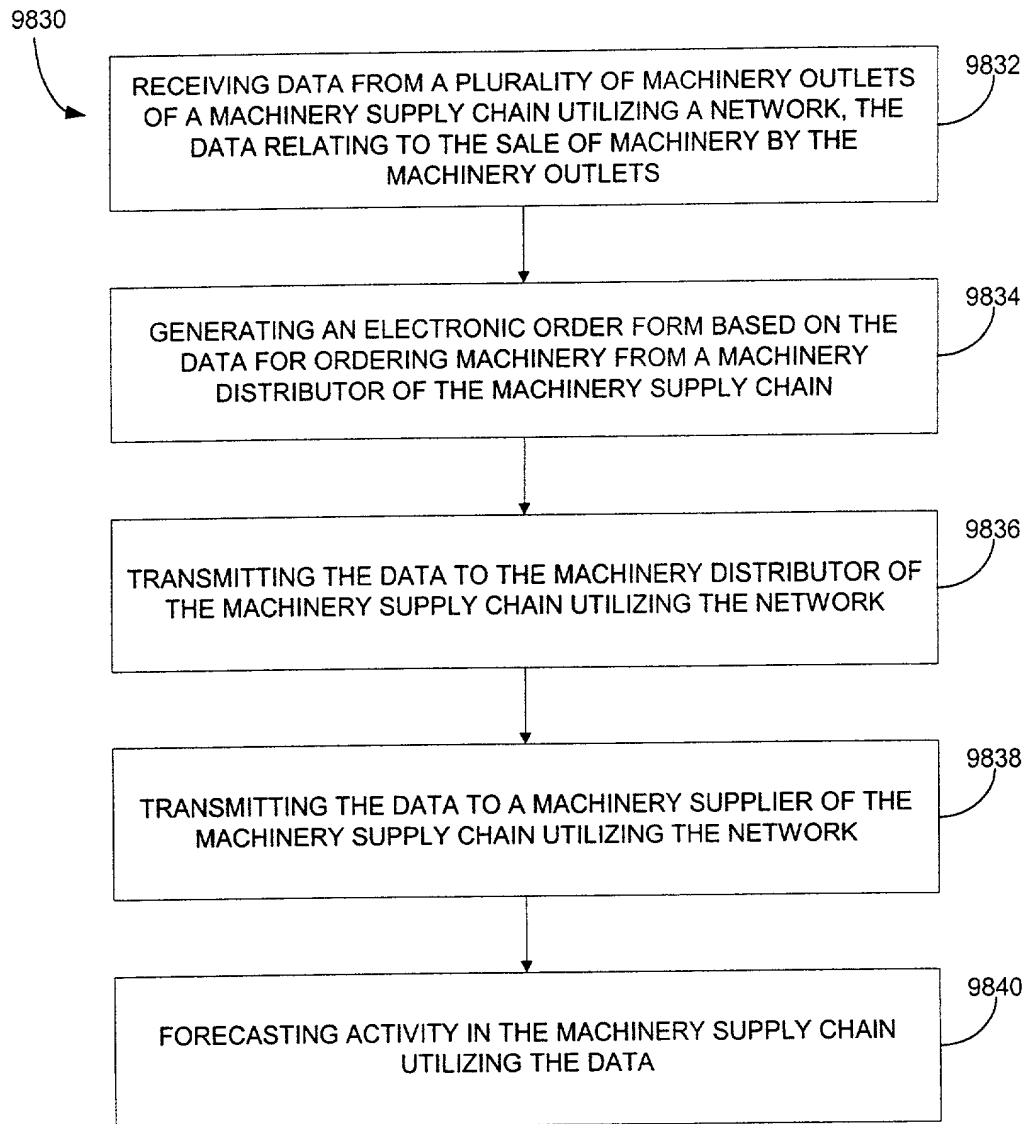 9830
RECEIVING DATA FROM A PLURALITY OF MACHINERY OUTLETS
OF A MACHINERY SUPPLY CHAIN UTILIZING A NETWORK, THE
DATA RELATING TO THE SALE OF MACHINERY BY THE
MACHINERY OUTLETS
9832
GENERATING AN ELECTRONIC ORDER FORM BASED ON THE
DATA FOR ORDERING MACHINERY FROM A MACHINERY
DISTRIBUTOR OF THE MACHINERY SUPPLY CHAIN
9834
TRANSMITTING THE DATA TO THE MACHINERY DISTRIBUTOR OF
THE MACHINERY SUPPLY CHAIN UTILIZING THE NETWORK
9836
TRANSMITTING THE DATA TO A MACHINERY SUPPLIER OF THE
MACHINERY SUPPLY CHAIN UTILIZING THE NETWORK
9838
FORECASTING ACTIVITY IN THE MACHINERY SUPPLY CHAIN
UTILIZING THE DATA
9840